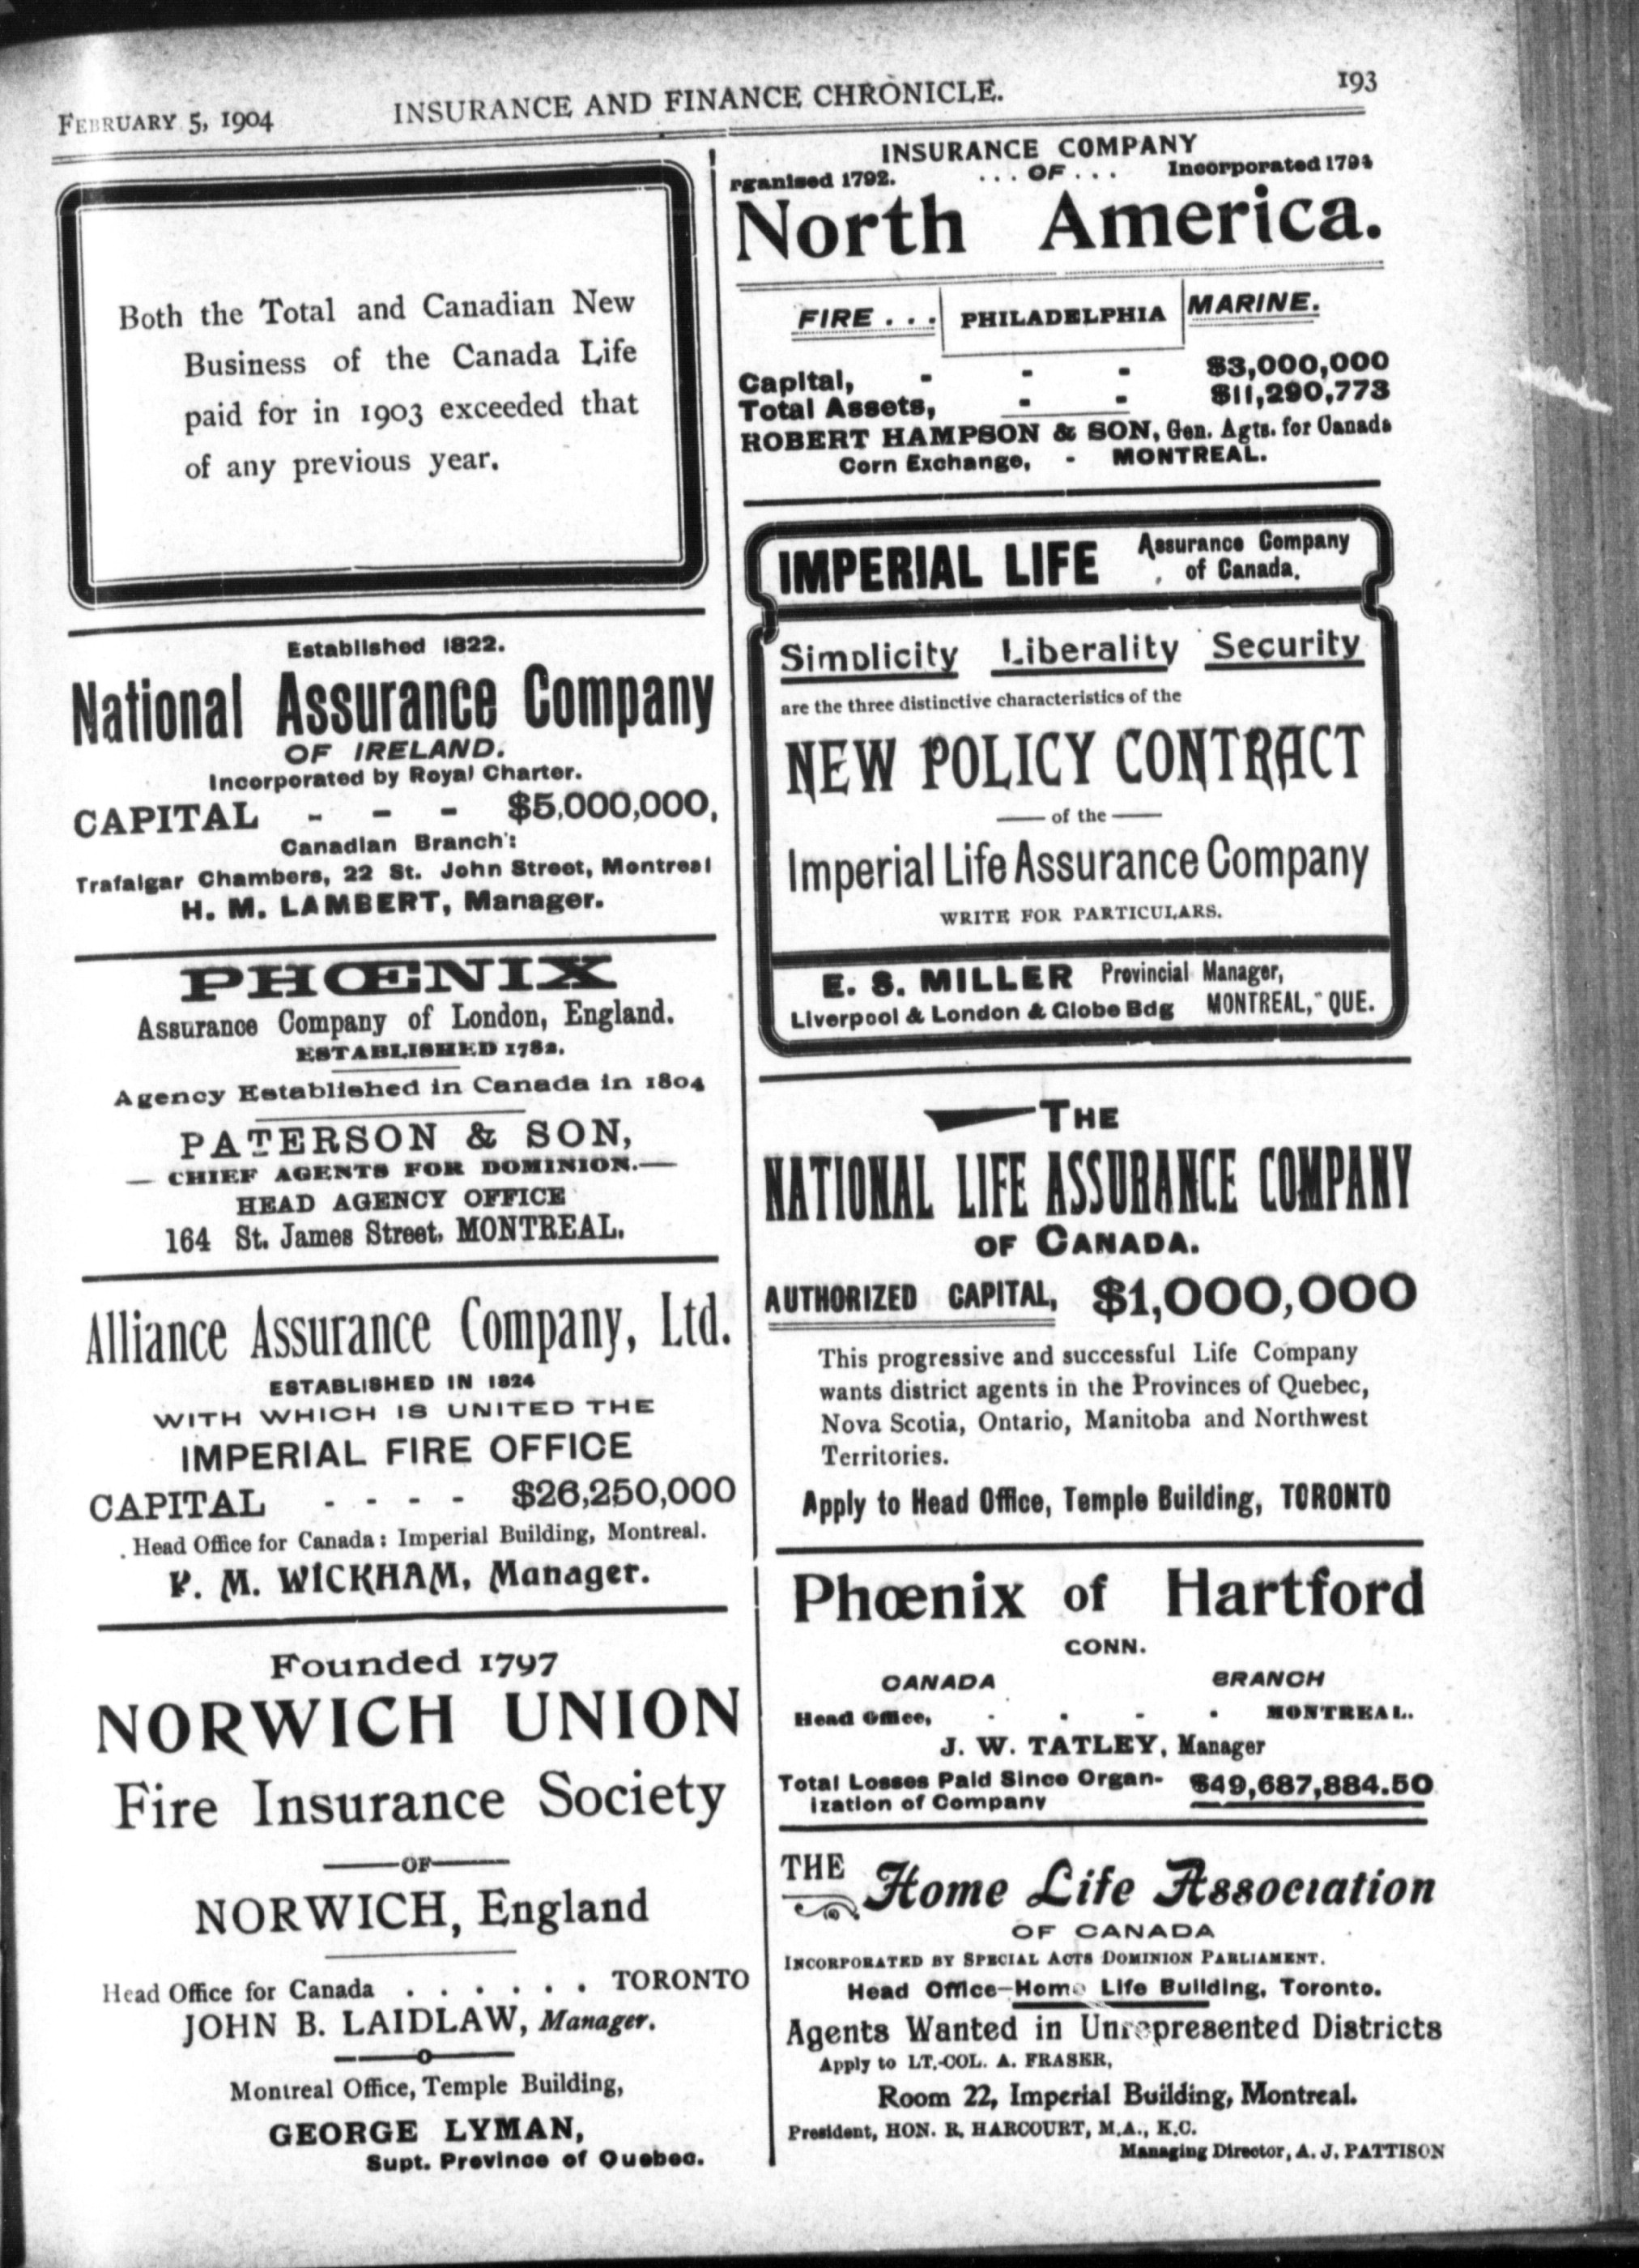 FEBRUARY 5, 1904
INSURANCE AND FINANCE CHRONICLE.
193
Both the Total and Canadian New
Business of the Canada Life
paid for in 1903 exceeded that
of any previous year.
Established 1822.
National Assurance Company
OF IRELAND.
Incorporated by Royal Charter.
CAPITAL - - - $5,000,000,
Canadian Branch:
Trafalgar Chambers, 22 St. John Street, Montreal
H. M. LAMBERT, Manager.
PHŒNIX
Assurance Company of London, England.
ESTABLISHED 1782.
Agency Established in Canada in 1804
PATERSON & SON,
— CHIEF AGENTS FOR DOMINION.—
HEAD AGENCY OFFICE
164 St. James Street, MONTREAL.
Alliance Assurance Company, Ltd.
ESTABLISHED IN 1824
WITH WHICH IS UNITED THE
IMPERIAL FIRE OFFICE
CAPITAL - - - - $26,250,000
Head Office for Canada: Imperial Building, Montreal.
P. M. WICKHAM, Manager.
Founded 1797
NORWICH UNION
Fire Insurance Society
—OF—
NORWICH, England
Head Office for Canada . . . . . . TORONTO
JOHN B. LAIDLAW, Manager.
Montreal Office, Temple Building,
GEORGE LYMAN,
Supt. Province of Quebec.
INSURANCE COMPANY
rganised 1792. ... OF ... Incorporated 1794
North America.
FIRE ... PHILADELPHIA MARINE.
Capital, - - - $3,000,000
Total Assets, - - $11,290,773
ROBERT HAMPSON & SON, Gen. Agts. for Canada
Corn Exchange, - MONTREAL.
IMPERIAL LIFE Assurance Company
of Canada.
Simplicity Liberality Security
are the three distinctive characteristics of the
NEW POLICY CONTRACT
— of the —
Imperial Life Assurance Company
WRITE FOR PARTICULARS.
E. S. MILLER Provincial Manager,
Liverpool & London & Globe Bdg MONTREAL, QUE.
THE
NATIONAL LIFE ASSURANCE COMPANY
OF CANADA.
AUTHORIZED CAPITAL, $1,000,000
This progressive and successful Life Company
wants district agents in the Provinces of Quebec,
Nova Scotia, Ontario, Manitoba and Northwest
Territories.
Apply to Head Office, Temple Building, TORONTO
Phœnix of Hartford
CONN.
CANADA BRANCH
Head Office, - - - - MONTREAL.
J. W. TATLEY, Manager
Total Losses Paid Since Organ- $49,687,884.50
ization of Company
THE Home Life Association
OF CANADA
INCORPORATED BY SPECIAL ACTS DOMINION PARLIAMENT.
Head Office—Home Life Building, Toronto.
Agents Wanted in Unrepresented Districts
Apply to LT.-COL. A. FRASER,
Room 22, Imperial Building, Montreal.
President, HON. R. HARCOURT, M.A., K.C.
Managing Director, A. J. PATTISON